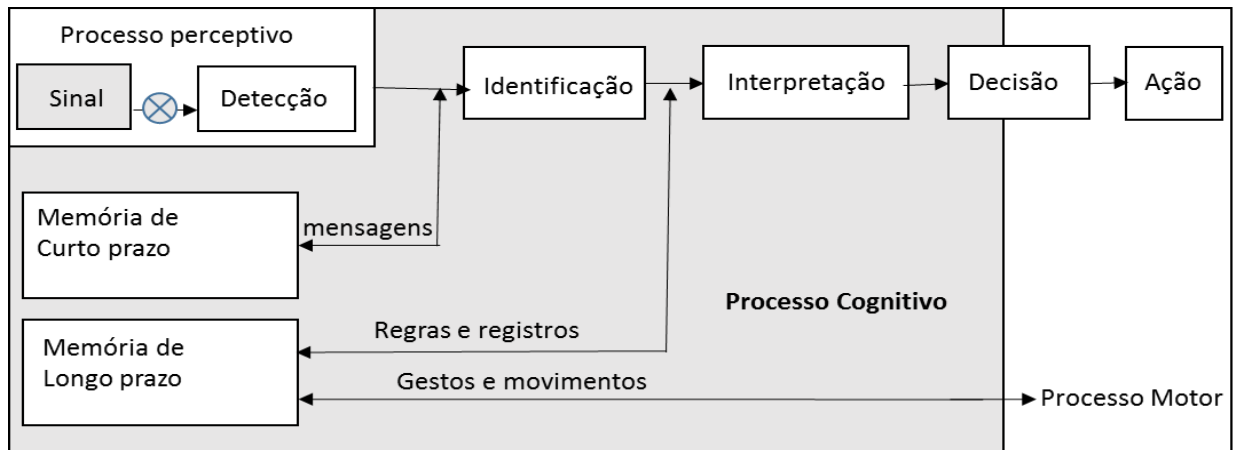 Processo perceptivo
Sinal
Detecção
Identificação
Interpretação
Decisão
Ação
Memória de
Curto prazo
mensagens
Processo Cognitivo
Regras e registros
Memória de
Longo prazo
Gestos e movimentos
Processo Motor